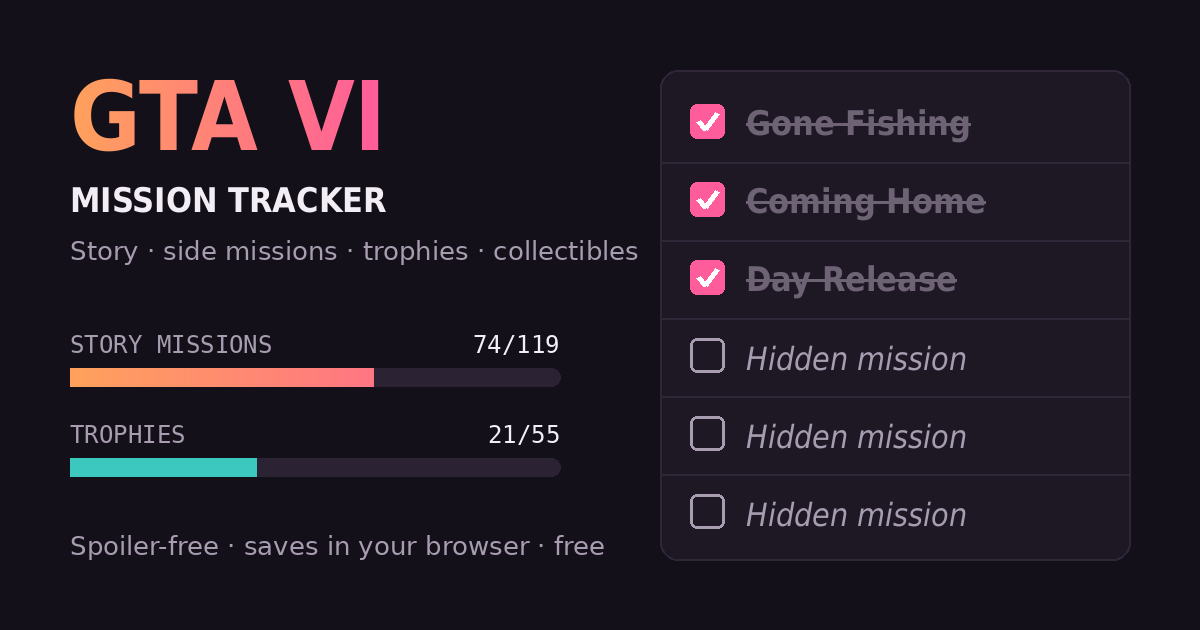 GTA VI
MISSION TRACKER
Story · side missions · trophies · collectibles
STORY MISSIONS 74/119
TROPHIES 21/55
Spoiler-free · saves in your browser · free
Gone Fishing
Coming Home
Day Release
Hidden mission
Hidden mission
Hidden mission